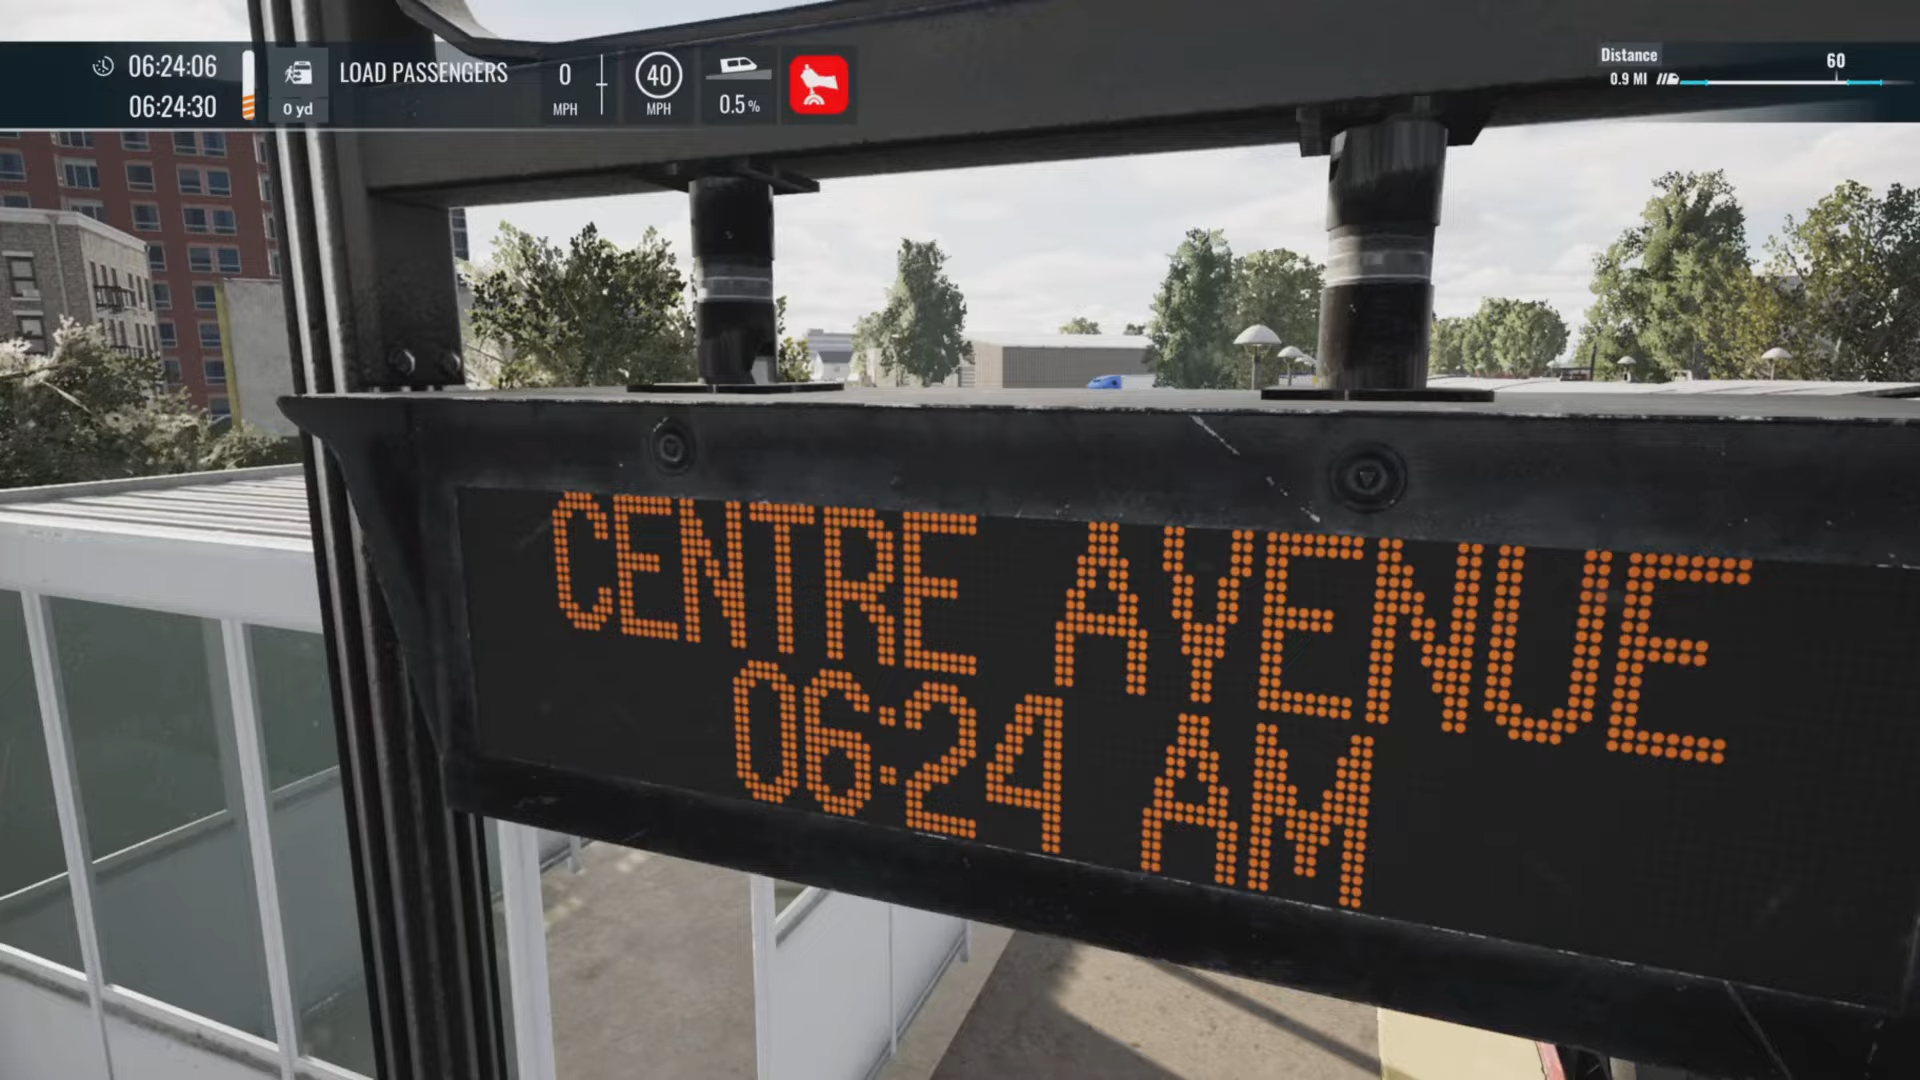 06:24:06
06:24:30
0 yd
LOAD PASSENGERS
0
MPH
40
MPH
0.5%
Distance
0.9 MI
60
CENTRE AVENUE
06:24 AM